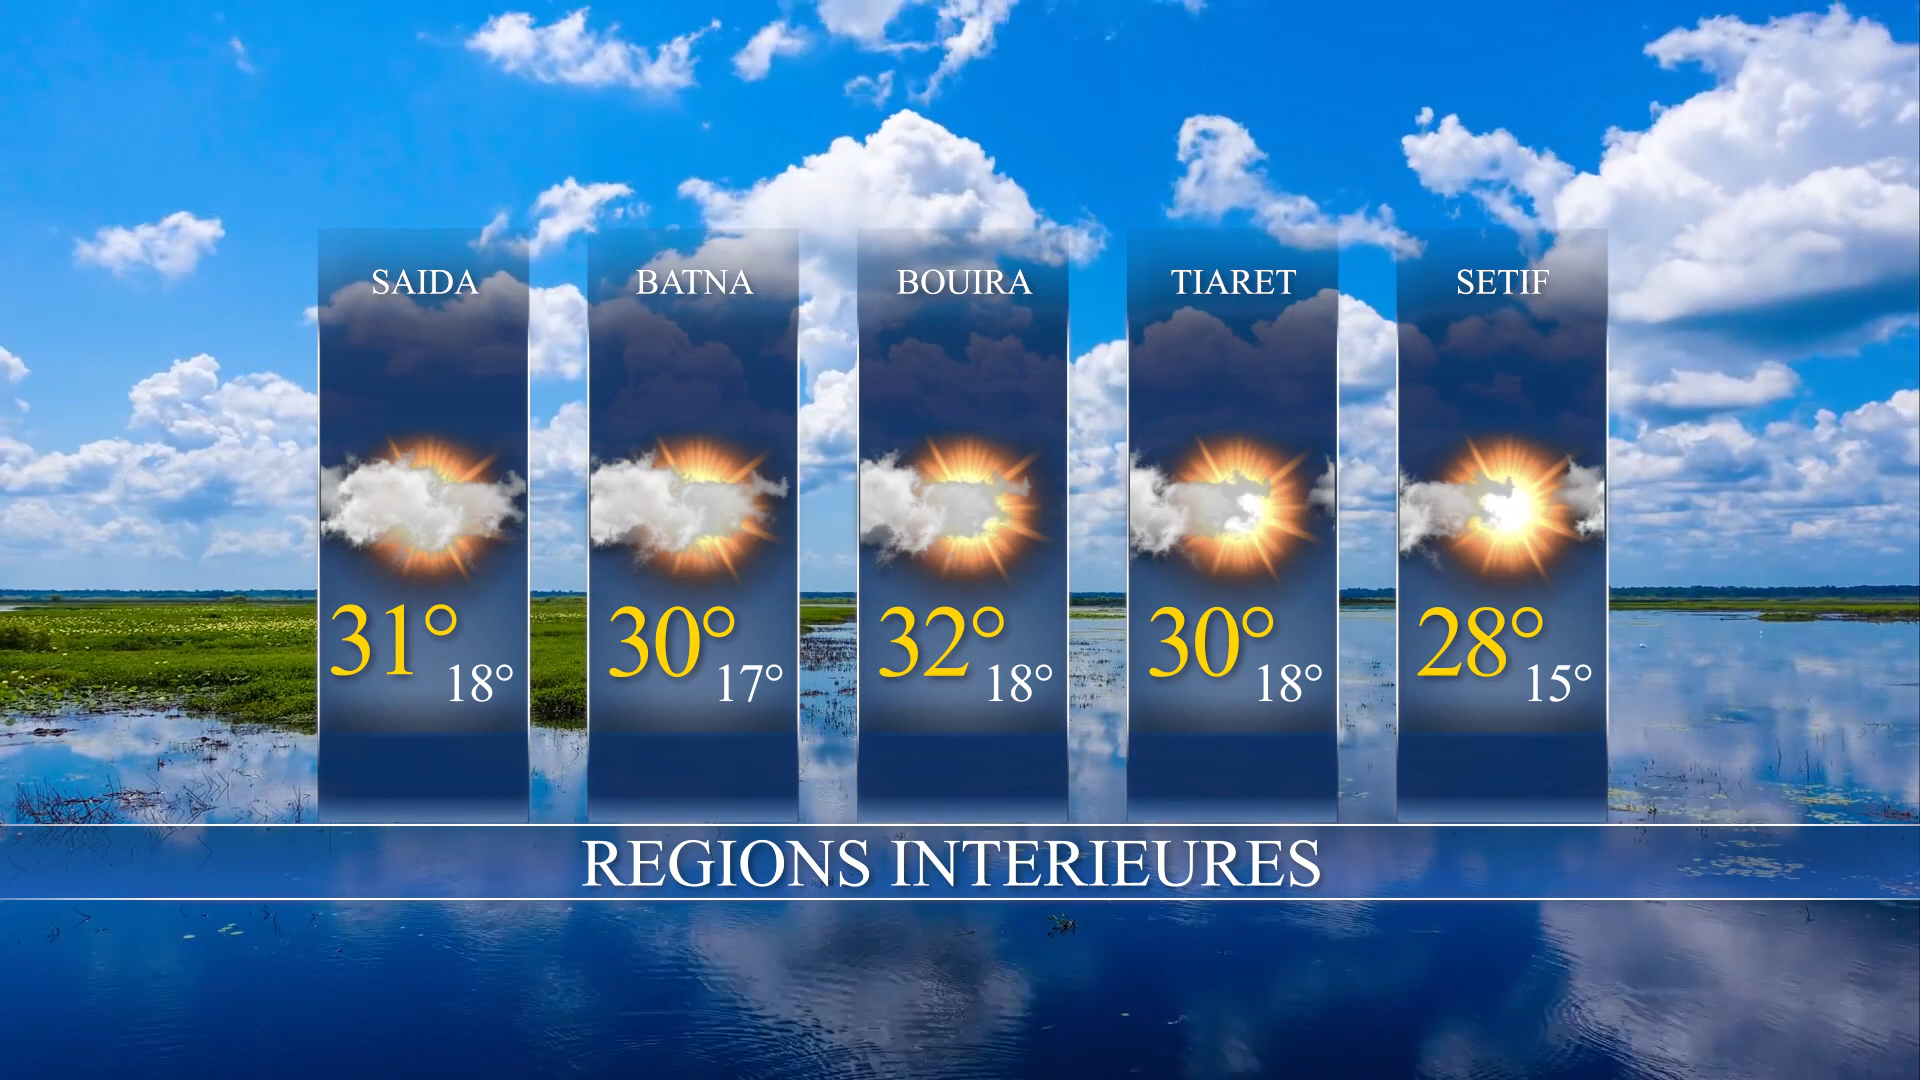 SAIDA
31°
18°
BATNA
30°
17°
BOUIRA
32°
18°
TIARET
30°
18°
SETIF
28°
15°
REGIONS INTERIEURES